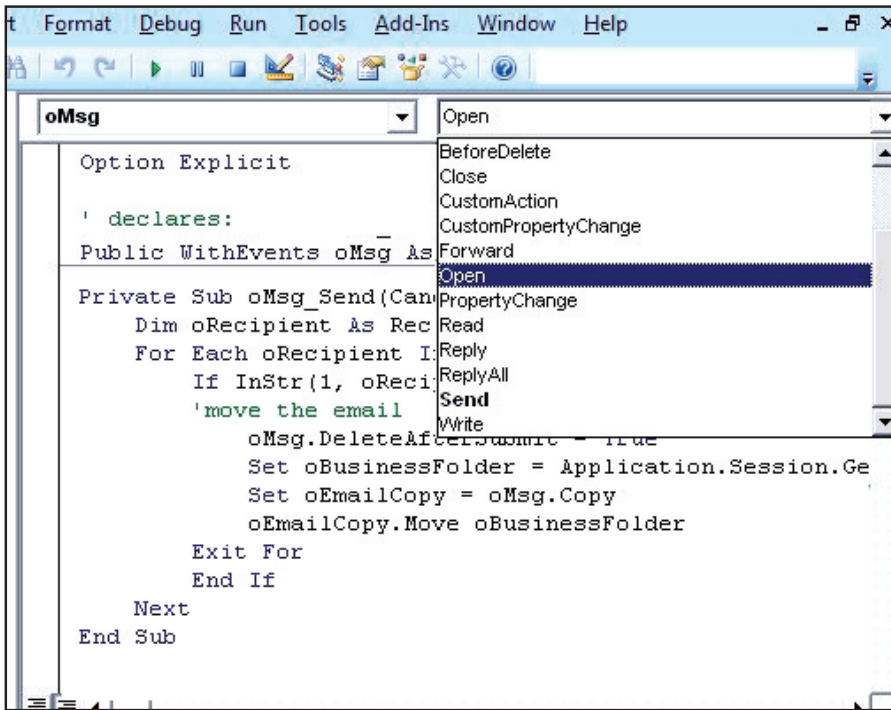 t Format Debug Run Tools Add-Ins Window Help
oMsg Open
BeforeDelete
Close
CustomAction
CustomPropertyChange
Forward
Open
PropertyChange
Read
Reply
ReplyAll
Send
Write
Option Explicit
' declares:
Public WithEvents oMsg As
Private Sub oMsg_Send(Can
Dim oRecipient As Rec
For Each oRecipient I
If InStr(1, oReci
'move the email
oMsg.DeleteAfterSubmit = True
Set oBusinessFolder = Application.Session.Ge
Set oEmailCopy = oMsg.Copy
oEmailCopy.Move oBusinessFolder
Exit For
End If
Next
End Sub